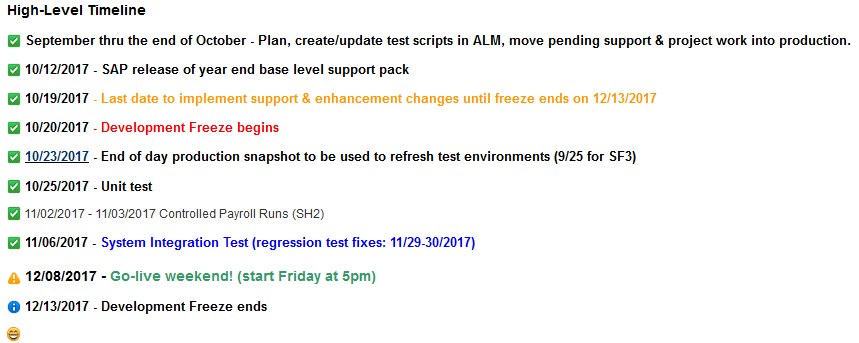 High-Level Timeline
September thru the end of October - Plan, create/update test scripts in ALM, move pending support & project work into production.
10/12/2017 - SAP release of year end base level support pack
10/19/2017 - Last date to implement support & enhancement changes until freeze ends on 12/13/2017
10/20/2017 - Development Freeze begins
10/23/2017 - End of day production snapshot to be used to refresh test environments (9/25 for SF3)
10/25/2017 - Unit test
11/02/2017 - 11/03/2017 Controlled Payroll Runs (SH2)
11/06/2017 - System Integration Test (regression test fixes: 11/29-30/2017)
12/08/2017 - Go-live weekend! (start Friday at 5pm)
12/13/2017 - Development Freeze ends